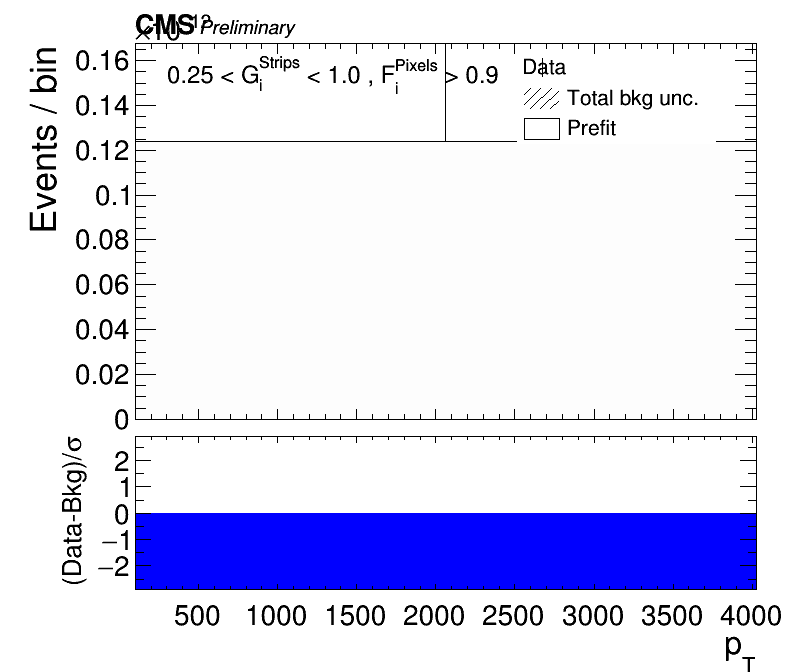 CMS Preliminary
×10
0.25 < G_i^Strips < 1.0 , F_i^Pixels > 0.9
Data
Total bkg unc.
Prefit
Events / bin
0.16
0.14
0.12
0.1
0.08
0.06
0.04
0.02
0
(Data-Bkg)/σ
2
1
0
−1
−2
500 1000 1500 2000 2500 3000 3500 4000
p_T